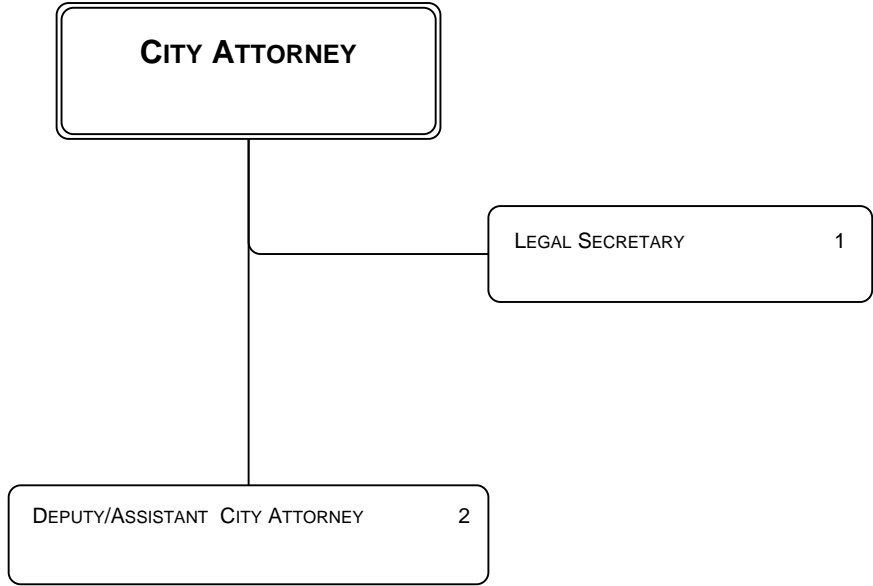 CITY ATTORNEY
LEGAL SECRETARY 1
DEPUTY/ASSISTANT CITY ATTORNEY 2